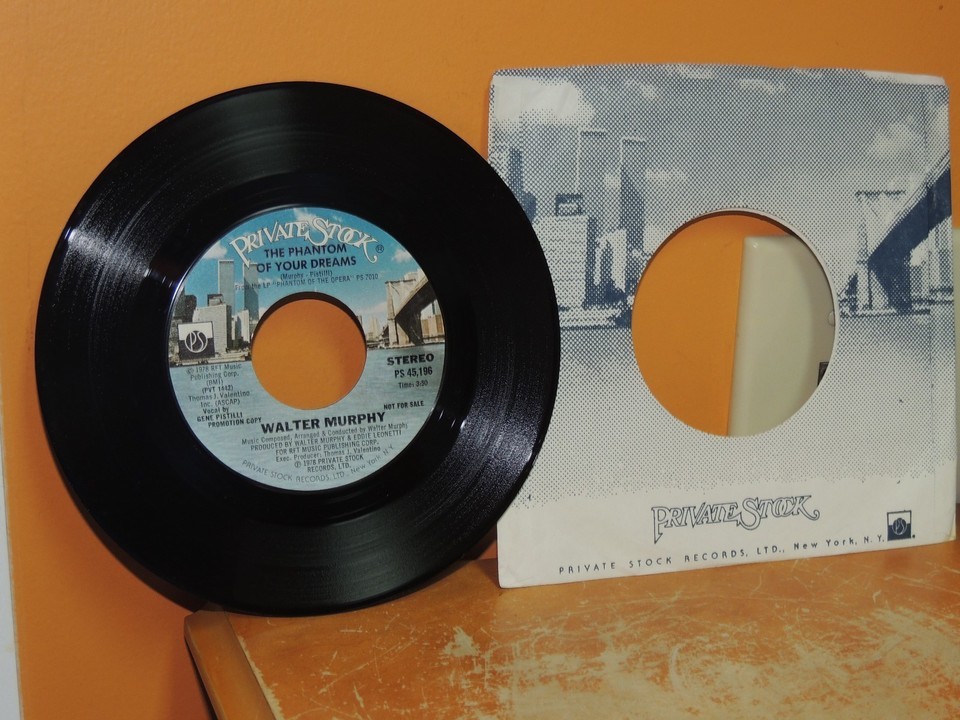 PRIVATE STOCK
THE PHANTOM
OF YOUR DREAMS
(Murphy - Pistilli)
From the LP "PHANTOM OF THE OPERA" PS 7010
PS
STEREO
PS 45,196
Time: 3:00
℗ 1978 RFT Music
Publishing Corp.
(BMI)
(PVT 1442)
Thomas J. Valentino
Inc. (ASCAP)
Vocal by
GENE PISTILLI
PROMOTION COPY
NOT FOR SALE
WALTER MURPHY
Music Composed, Arranged & Conducted by Walter Murphy
PRODUCED BY WALTER MURPHY & EDDIE LEONETTI
FOR RFT MUSIC PUBLISHING CORP.
Exec. Producer: Thomas J. Valentino
℗ 1978 PRIVATE STOCK
RECORDS, LTD.
PRIVATE STOCK RECORDS, LTD., New York, N.Y.
PRIVATE STOCK
PS
PRIVATE STOCK RECORDS, LTD., New York, N.Y.